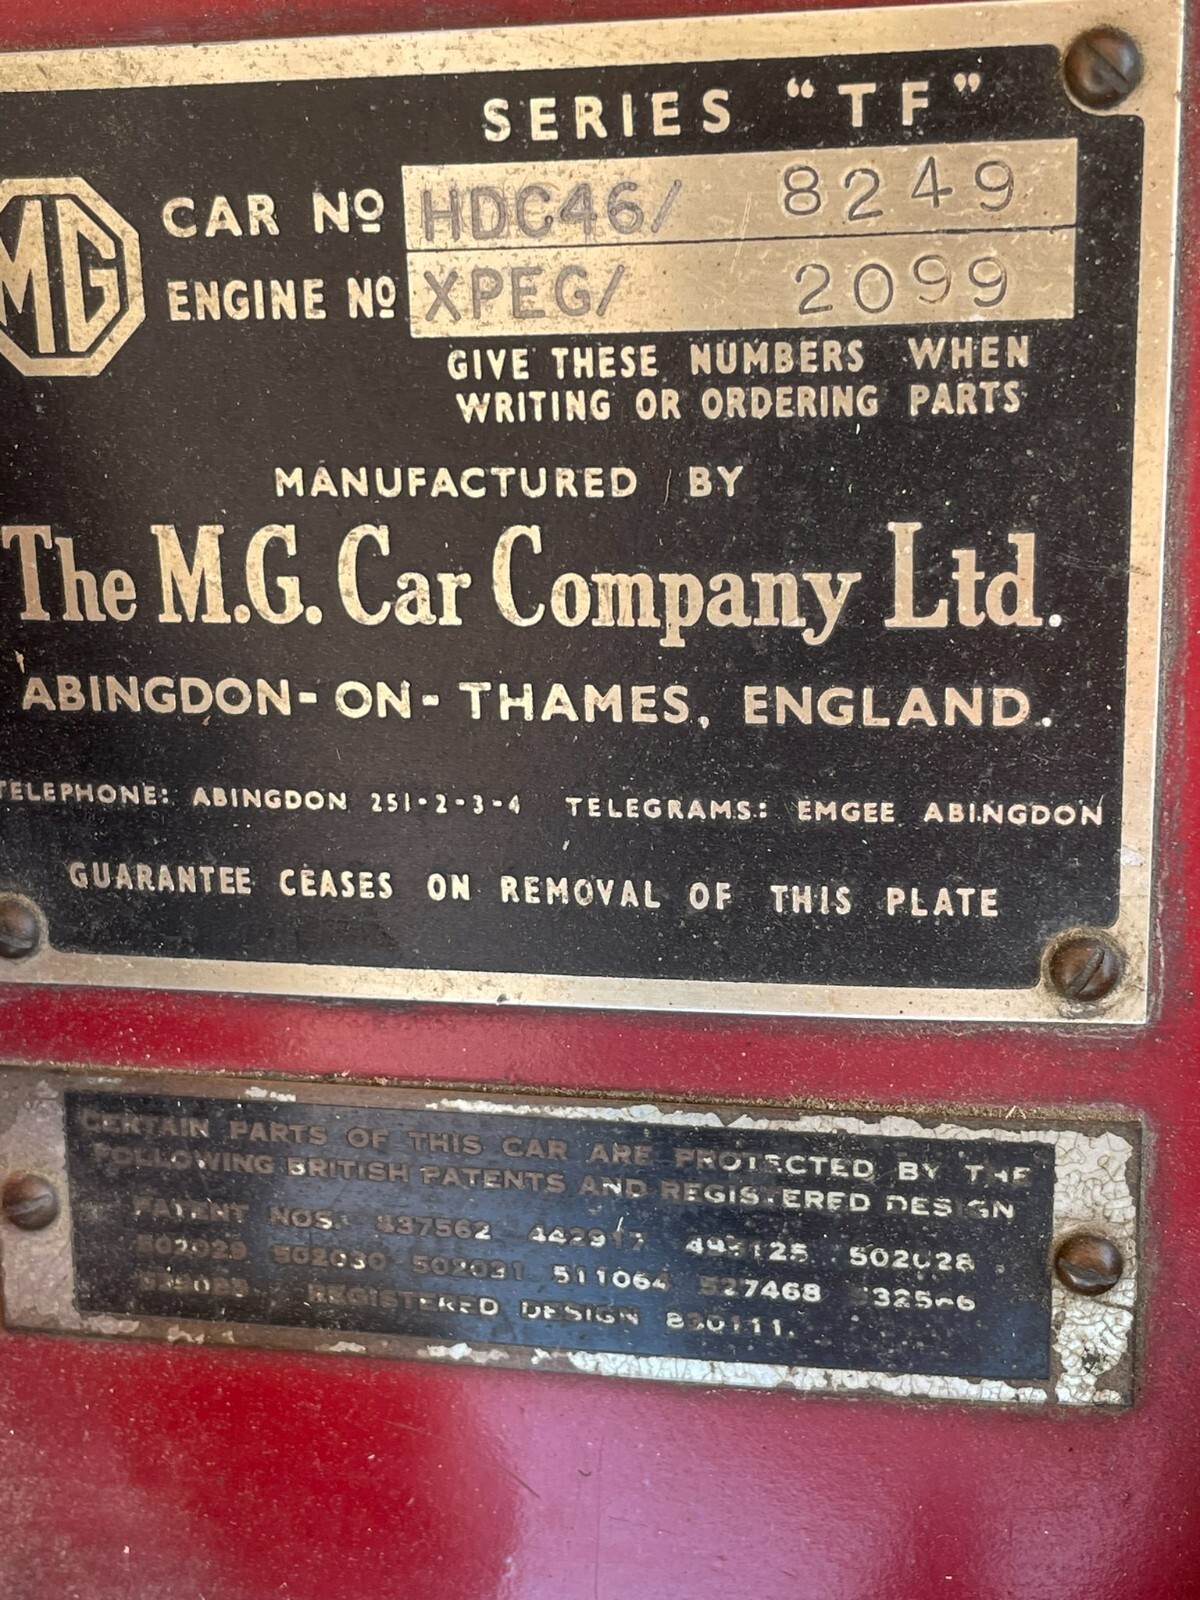 SERIES "TF"
MG
CAR Nº HDC46/ 8249
ENGINE Nº XPEG/ 2099
GIVE THESE NUMBERS WHEN
WRITING OR ORDERING PARTS
MANUFACTURED BY
The M.G. Car Company Ltd.
ABINGDON-ON-THAMES, ENGLAND.
TELEPHONE: ABINGDON 251-2-3-4 TELEGRAMS: EMGEE ABINGDON
GUARANTEE CEASES ON REMOVAL OF THIS PLATE
CERTAIN PARTS OF THIS CAR ARE PROTECTED BY THE
FOLLOWING BRITISH PATENTS AND REGISTERED DESIGN
PATENT NOS. 502028
502029 502030 502031 511064 527468
REGISTERED DESIGN